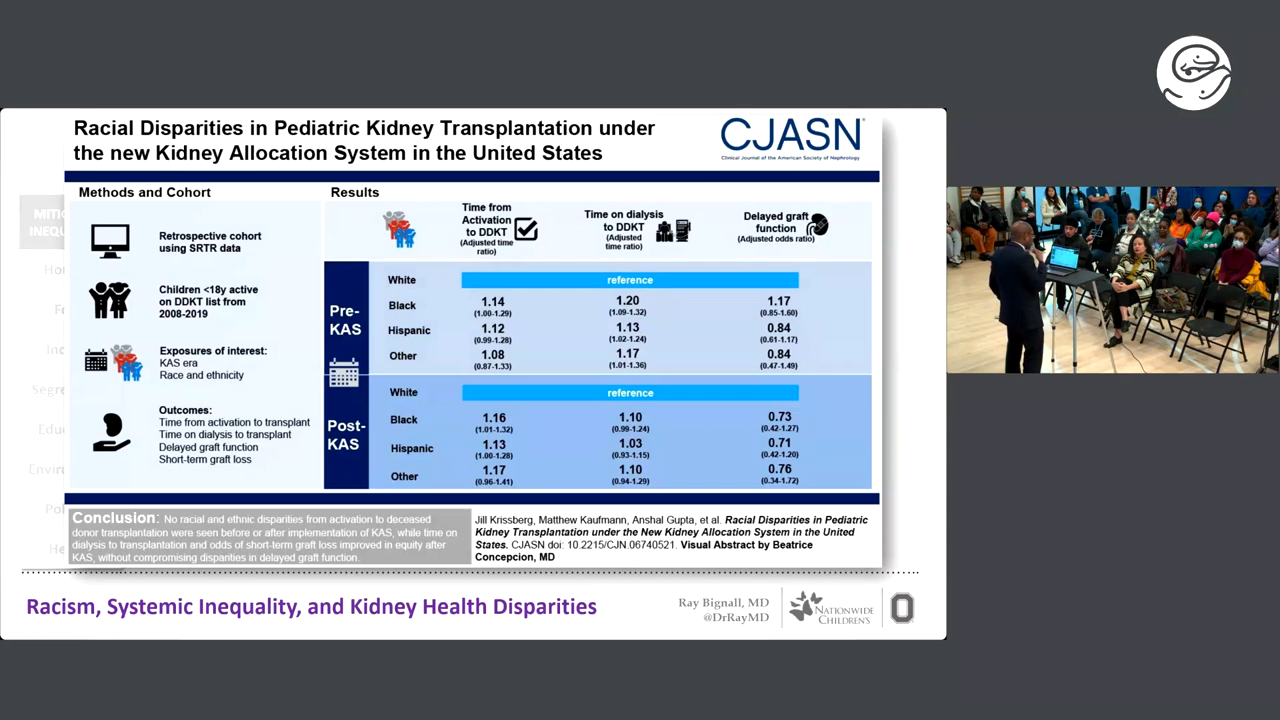 Racial Disparities in Pediatric Kidney Transplantation under
the new Kidney Allocation System in the United States
CJASN
Clinical Journal of the American Society of Nephrology
Methods and Cohort
Retrospective cohort
using SRTR data
Children <18y active
on DDKT list from
2008-2019
Exposures of interest:
KAS era
Race and ethnicity
Outcomes:
Time from activation to transplant
Time on dialysis to transplant
Delayed graft function
Short-term graft loss
Results
Time from
Activation
to DDKT
(Adjusted time
ratio)
Time on dialysis
to DDKT
(Adjusted
time ratio)
Delayed graft
function
(Adjusted odds ratio)
Pre-
KAS
White reference
Black 1.14 1.20 1.17
(1.00-1.29) (1.09-1.32) (0.85-1.60)
Hispanic 1.12 1.13 0.84
(0.99-1.28) (1.02-1.24) (0.61-1.17)
Other 1.08 1.17 0.84
(0.87-1.33) (1.01-1.36) (0.47-1.49)
Post-
KAS
White reference
Black 1.16 1.10 0.73
(1.01-1.32) (0.99-1.24) (0.42-1.27)
Hispanic 1.13 1.03 0.71
(1.00-1.28) (0.93-1.15) (0.42-1.20)
Other 1.17 1.10 0.76
(0.96-1.41) (0.94-1.29) (0.34-1.72)
Conclusion: No racial and ethnic disparities from activation to deceased
donor transplantation were seen before or after implementation of KAS, while time on
dialysis to transplantation and odds of short-term graft loss improved in equity after
KAS, without compromising disparities in delayed graft function.
Jill Krissberg, Matthew Kaufmann, Anshal Gupta, et al. Racial Disparities in Pediatric
Kidney Transplantation under the New Kidney Allocation System in the United
States. CJASN doi: 10.2215/CJN.06740521. Visual Abstract by Beatrice
Concepcion, MD
Racism, Systemic Inequality, and Kidney Health Disparities
Ray Bignall, MD
@DrRayMD
NATIONWIDE
CHILDREN'S